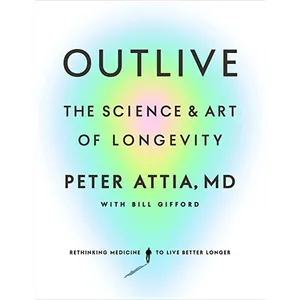 OUTLIVE
THE SCIENCE & ART
OF LONGEVITY
PETER ATTIA, MD
WITH BILL GIFFORD
RETHINKING MEDICINE TO LIVE BETTER LONGER